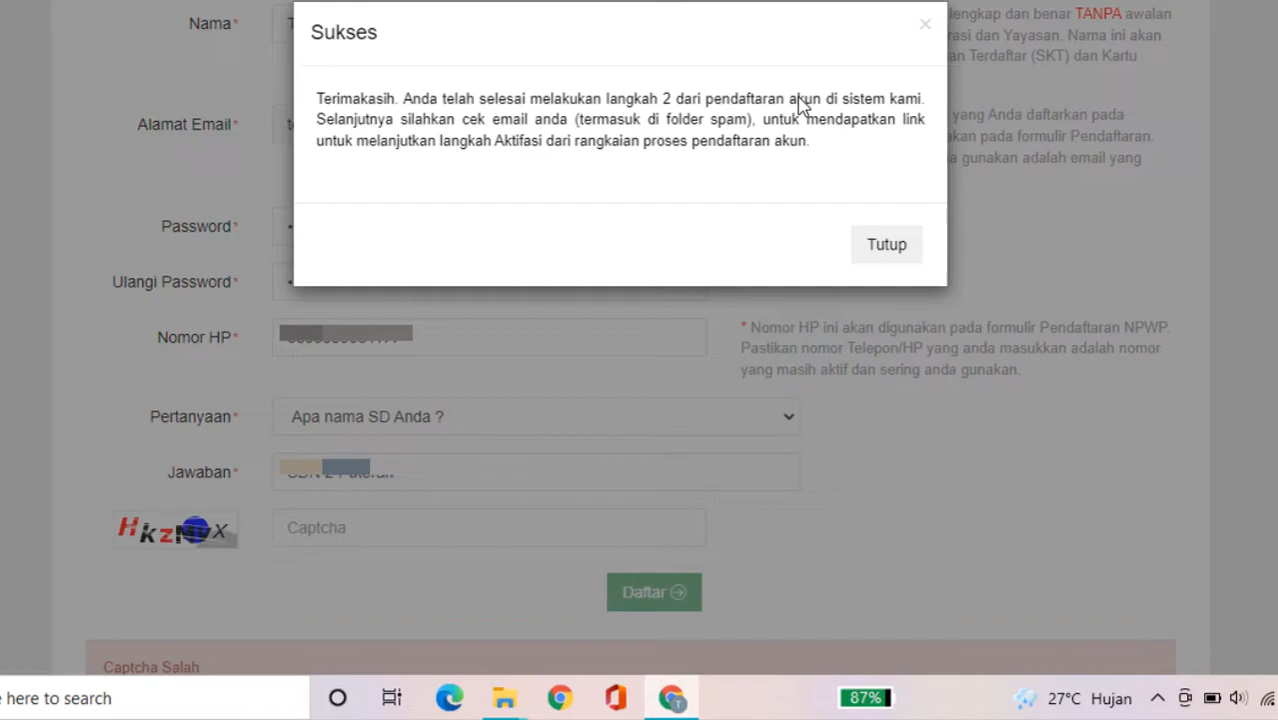 Sukses
×
Terimakasih. Anda telah selesai melakukan langkah 2 dari pendaftaran akun di sistem kami.
Selanjutnya silahkan cek email anda (termasuk di folder spam), untuk mendapatkan link
untuk melanjutkan langkah Aktifasi dari rangkaian proses pendaftaran akun.
Tutup
Nama*
lengkap dan benar TANPA awalan
rasi dan Yayasan. Nama ini akan
an Terdaftar (SKT) dan Kartu
Alamat Email*
yang Anda daftarkan pada
akan pada formulir Pendaftaran.
a gunakan adalah email yang
Password*
Ulangi Password*
Nomor HP*
* Nomor HP ini akan digunakan pada formulir Pendaftaran NPWP.
Pastikan nomor Telepon/HP yang anda masukkan adalah nomor
yang masih aktif dan sering anda gunakan.
Pertanyaan*
Apa nama SD Anda ?
Jawaban*
HkzNvx
Captcha
Daftar
Captcha Salah
here to search
87%
27°C Hujan